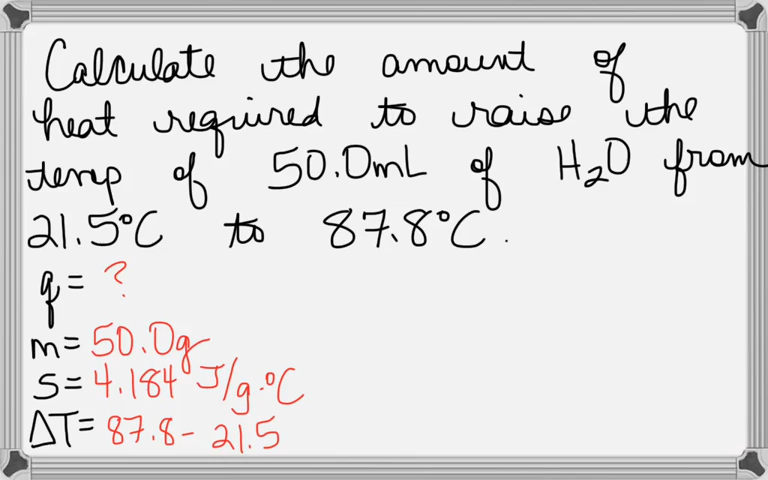 Calculate the amount of
heat required to raise the
temp of 50.0mL of H₂O from
21.5°C to 87.8°C.
q = ?
m = 50.0g
s = 4.184 J/g·°C
ΔT = 87.8 - 21.5